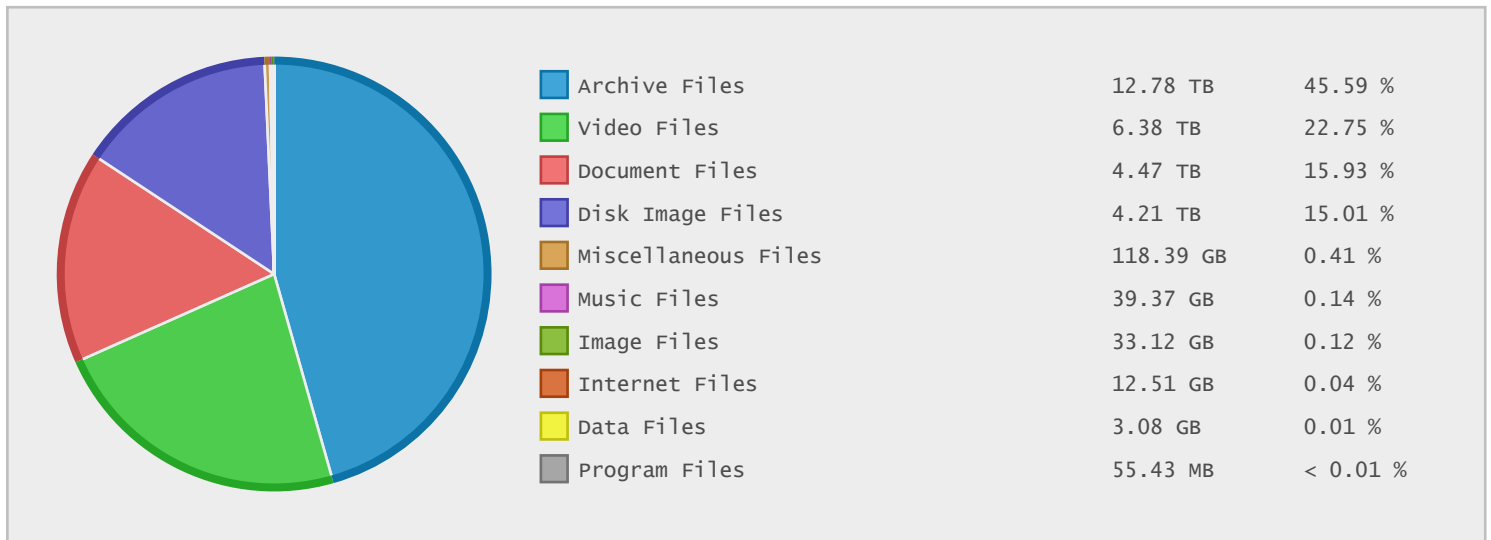 Archive Files 12.78 TB 45.59 %
Video Files 6.38 TB 22.75 %
Document Files 4.47 TB 15.93 %
Disk Image Files 4.21 TB 15.01 %
Miscellaneous Files 118.39 GB 0.41 %
Music Files 39.37 GB 0.14 %
Image Files 33.12 GB 0.12 %
Internet Files 12.51 GB 0.04 %
Data Files 3.08 GB 0.01 %
Program Files 55.43 MB < 0.01 %